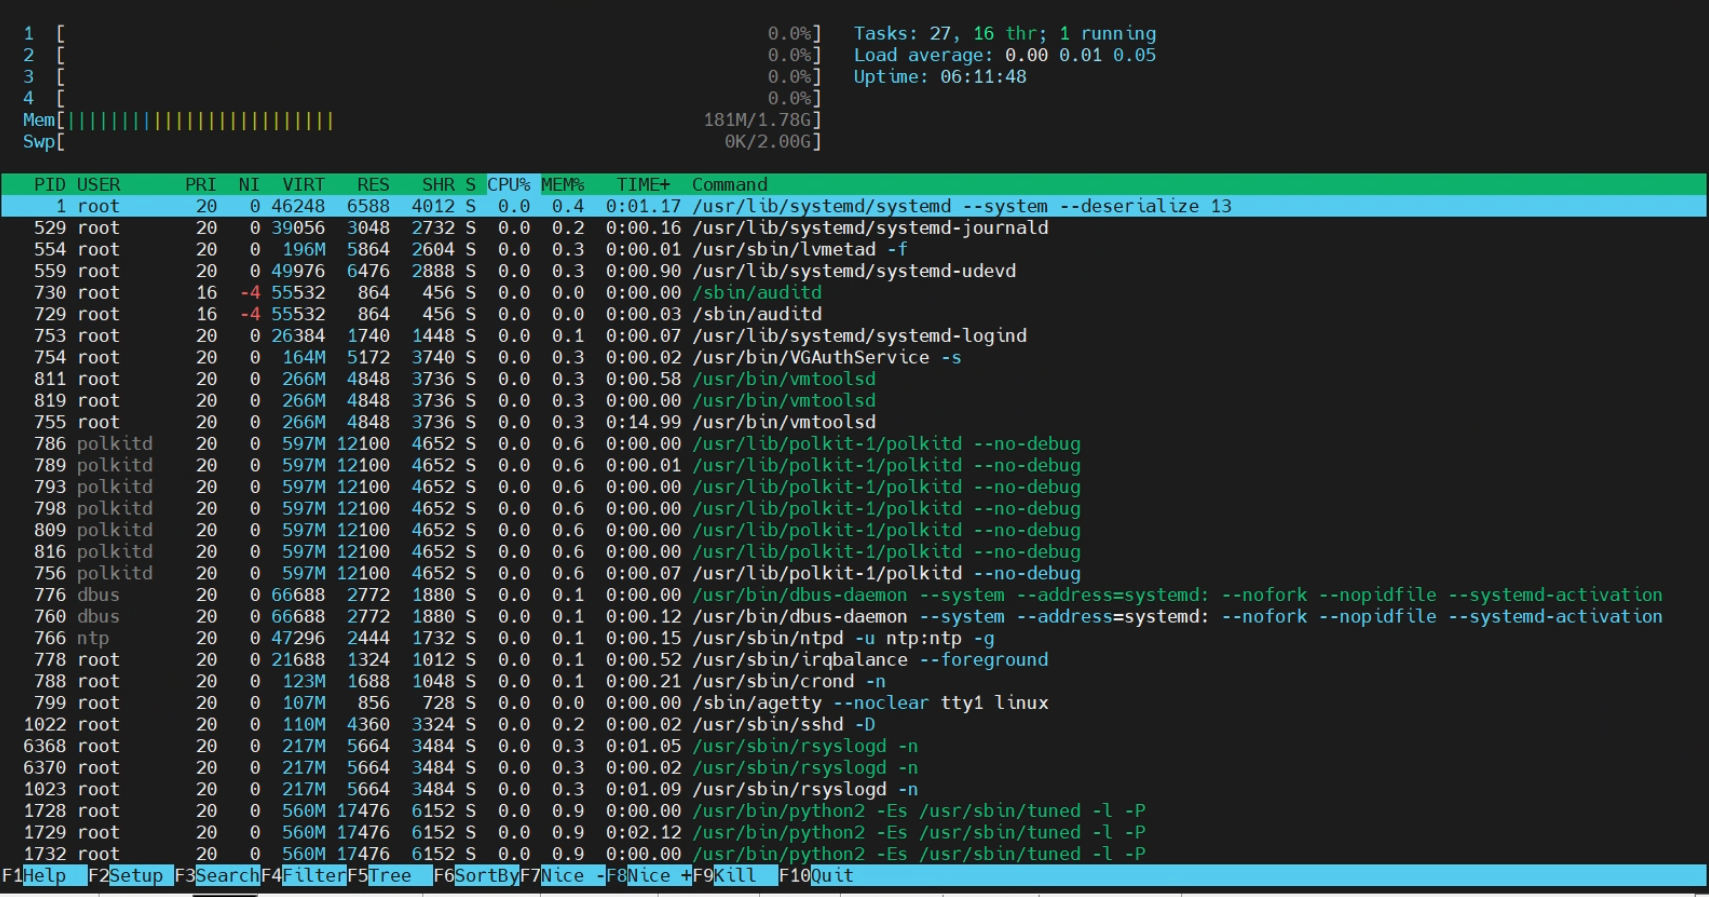 1 [ 0.0%] Tasks: 27, 16 thr; 1 running
2 [ 0.0%] Load average: 0.00 0.01 0.05
3 [ 0.0%] Uptime: 06:11:48
4 [ 0.0%]
Mem[||||||||||||||||||||||||| 181M/1.78G]
Swp[ 0K/2.00G]
PID USER PRI NI VIRT RES SHR S CPU% MEM% TIME+ Command
1 root 20 0 46248 6588 4012 S 0.0 0.4 0:01.17 /usr/lib/systemd/systemd --system --deserialize 13
529 root 20 0 39056 3048 2732 S 0.0 0.2 0:00.16 /usr/lib/systemd/systemd-journald
554 root 20 0 196M 5864 2604 S 0.0 0.3 0:00.01 /usr/sbin/lvmetad -f
559 root 20 0 49976 6476 2888 S 0.0 0.3 0:00.90 /usr/lib/systemd/systemd-udevd
730 root 16 -4 55532 864 456 S 0.0 0.0 0:00.00 /sbin/auditd
729 root 16 -4 55532 864 456 S 0.0 0.0 0:00.03 /sbin/auditd
753 root 20 0 26384 1740 1448 S 0.0 0.1 0:00.07 /usr/lib/systemd/systemd-logind
754 root 20 0 164M 5172 3740 S 0.0 0.3 0:00.02 /usr/bin/VGAuthService -s
811 root 20 0 266M 4848 3736 S 0.0 0.3 0:00.58 /usr/bin/vmtoolsd
819 root 20 0 266M 4848 3736 S 0.0 0.3 0:00.00 /usr/bin/vmtoolsd
755 root 20 0 266M 4848 3736 S 0.0 0.3 0:14.99 /usr/bin/vmtoolsd
786 polkitd 20 0 597M 12100 4652 S 0.0 0.6 0:00.00 /usr/lib/polkit-1/polkitd --no-debug
789 polkitd 20 0 597M 12100 4652 S 0.0 0.6 0:00.01 /usr/lib/polkit-1/polkitd --no-debug
793 polkitd 20 0 597M 12100 4652 S 0.0 0.6 0:00.00 /usr/lib/polkit-1/polkitd --no-debug
798 polkitd 20 0 597M 12100 4652 S 0.0 0.6 0:00.00 /usr/lib/polkit-1/polkitd --no-debug
809 polkitd 20 0 597M 12100 4652 S 0.0 0.6 0:00.00 /usr/lib/polkit-1/polkitd --no-debug
816 polkitd 20 0 597M 12100 4652 S 0.0 0.6 0:00.00 /usr/lib/polkit-1/polkitd --no-debug
756 polkitd 20 0 597M 12100 4652 S 0.0 0.6 0:00.07 /usr/lib/polkit-1/polkitd --no-debug
776 dbus 20 0 66688 2772 1880 S 0.0 0.1 0:00.00 /usr/bin/dbus-daemon --system --address=systemd: --nofork --nopidfile --systemd-activation
760 dbus 20 0 66688 2772 1880 S 0.0 0.1 0:00.12 /usr/bin/dbus-daemon --system --address=systemd: --nofork --nopidfile --systemd-activation
766 ntp 20 0 47296 2444 1732 S 0.0 0.1 0:00.15 /usr/sbin/ntpd -u ntp:ntp -g
778 root 20 0 21688 1324 1012 S 0.0 0.1 0:00.52 /usr/sbin/irqbalance --foreground
788 root 20 0 123M 1688 1048 S 0.0 0.1 0:00.21 /usr/sbin/crond -n
799 root 20 0 107M 856 728 S 0.0 0.0 0:00.00 /sbin/agetty --noclear tty1 linux
1022 root 20 0 110M 4360 3324 S 0.0 0.2 0:00.02 /usr/sbin/sshd -D
6368 root 20 0 217M 5664 3484 S 0.0 0.3 0:01.05 /usr/sbin/rsyslogd -n
6370 root 20 0 217M 5664 3484 S 0.0 0.3 0:00.02 /usr/sbin/rsyslogd -n
1023 root 20 0 217M 5664 3484 S 0.0 0.3 0:01.09 /usr/sbin/rsyslogd -n
1728 root 20 0 560M 17476 6152 S 0.0 0.9 0:00.00 /usr/bin/python2 -Es /usr/sbin/tuned -l -P
1729 root 20 0 560M 17476 6152 S 0.0 0.9 0:02.12 /usr/bin/python2 -Es /usr/sbin/tuned -l -P
1732 root 20 0 560M 17476 6152 S 0.0 0.9 0:00.00 /usr/bin/python2 -Es /usr/sbin/tuned -l -P
F1Help F2Setup F3SearchF4FilterF5Tree F6SortByF7Nice -F8Nice +F9Kill F10Quit